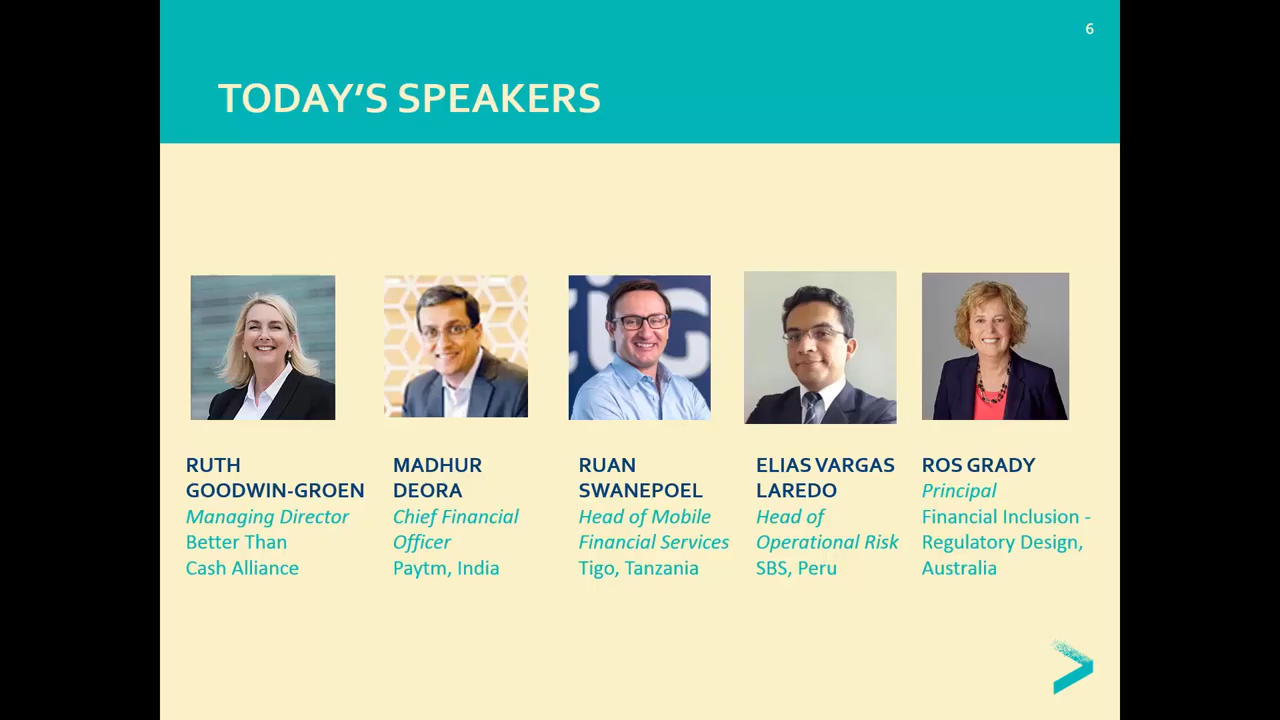 6
TODAY'S SPEAKERS
RUTH
GOODWIN-GROEN
Managing Director
Better Than
Cash Alliance
MADHUR
DEORA
Chief Financial
Officer
Paytm, India
RUAN
SWANEPOEL
Head of Mobile
Financial Services
Tigo, Tanzania
ELIAS VARGAS
LAREDO
Head of
Operational Risk
SBS, Peru
ROS GRADY
Principal
Financial Inclusion -
Regulatory Design,
Australia